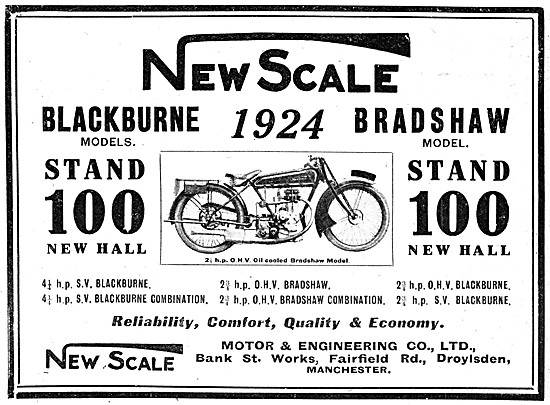 NEW SCALE
BLACKBURNE 1924 BRADSHAW
MODELS. MODEL.
STAND STAND
100 100
NEW HALL NEW HALL
2¾ h.p. O.H.V. Oil cooled Bradshaw Model.
4¼ h.p. S.V. BLACKBURNE. 2¾ h.p. O.H.V. BRADSHAW. 2¾ h.p. O.H.V. BLACKBURNE.
4¼ h.p. S.V. BLACKBURNE COMBINATION. 2¾ h.p. O.H.V. BRADSHAW COMBINATION. 2¾ h.p. S.V. BLACKBURNE.
Reliability, Comfort, Quality & Economy.
NEW SCALE MOTOR & ENGINEERING CO., LTD.,
Bank St. Works, Fairfield Rd., Droylsden,
MANCHESTER.